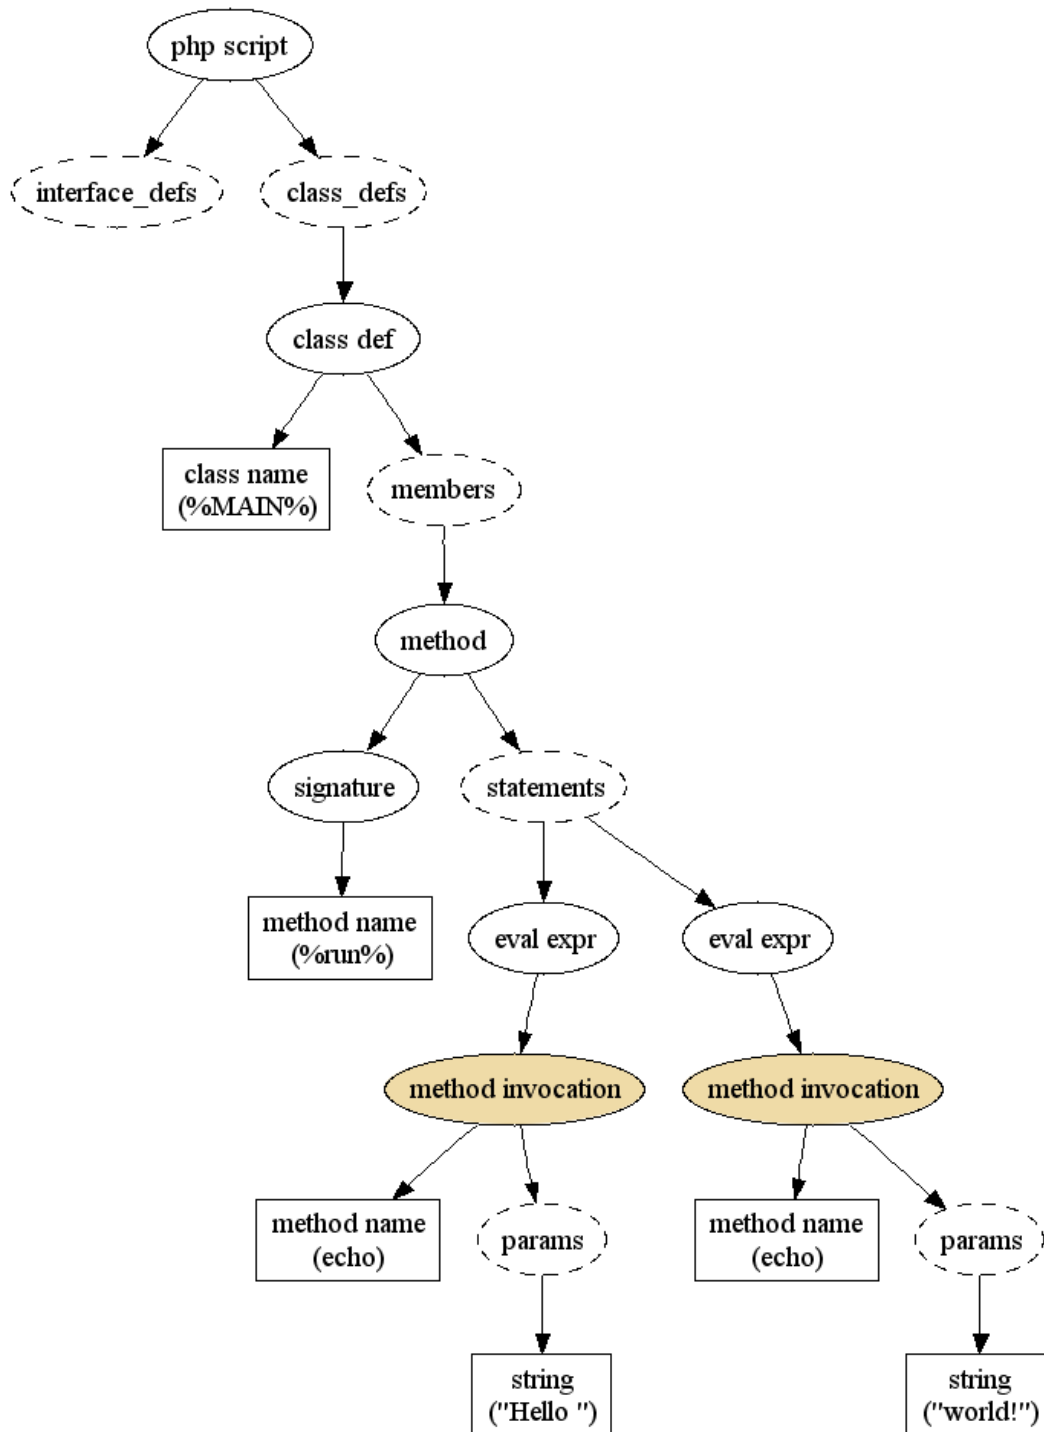 php script
interface_defs
class_defs
class def
class name
(%MAIN%)
members
method
signature
statements
method name
(%run%)
eval expr
eval expr
method invocation
method invocation
method name
(echo)
params
method name
(echo)
params
string
("Hello ")
string
("world!")